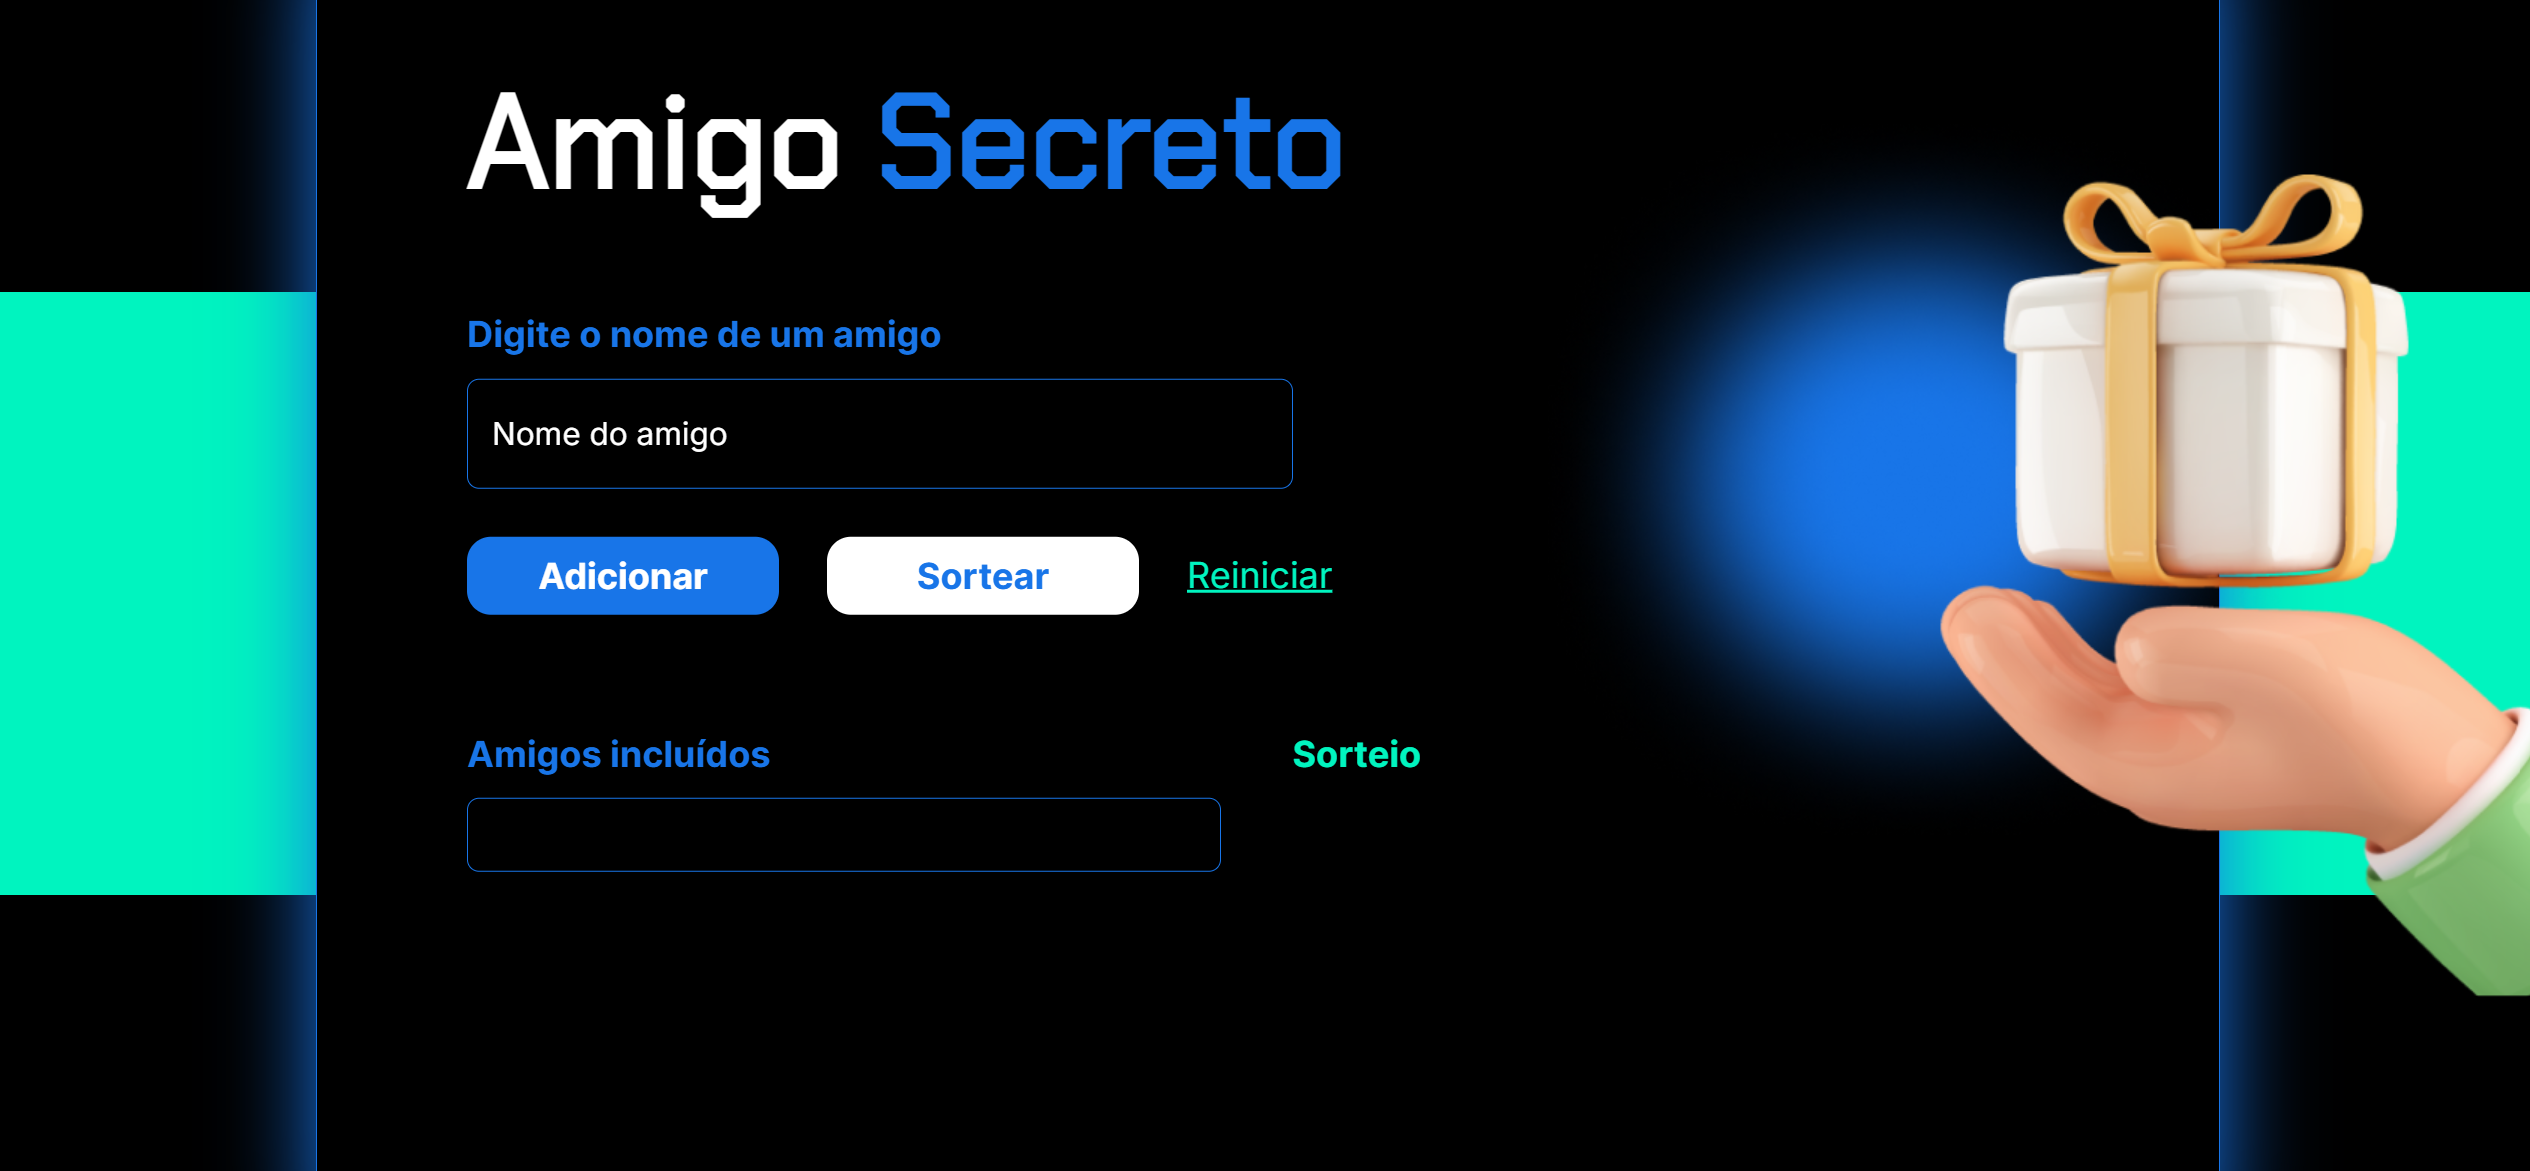 Amigo Secreto
Digite o nome de um amigo
Nome do amigo
Adicionar
Sortear
Reiniciar
Amigos incluídos
Sorteio